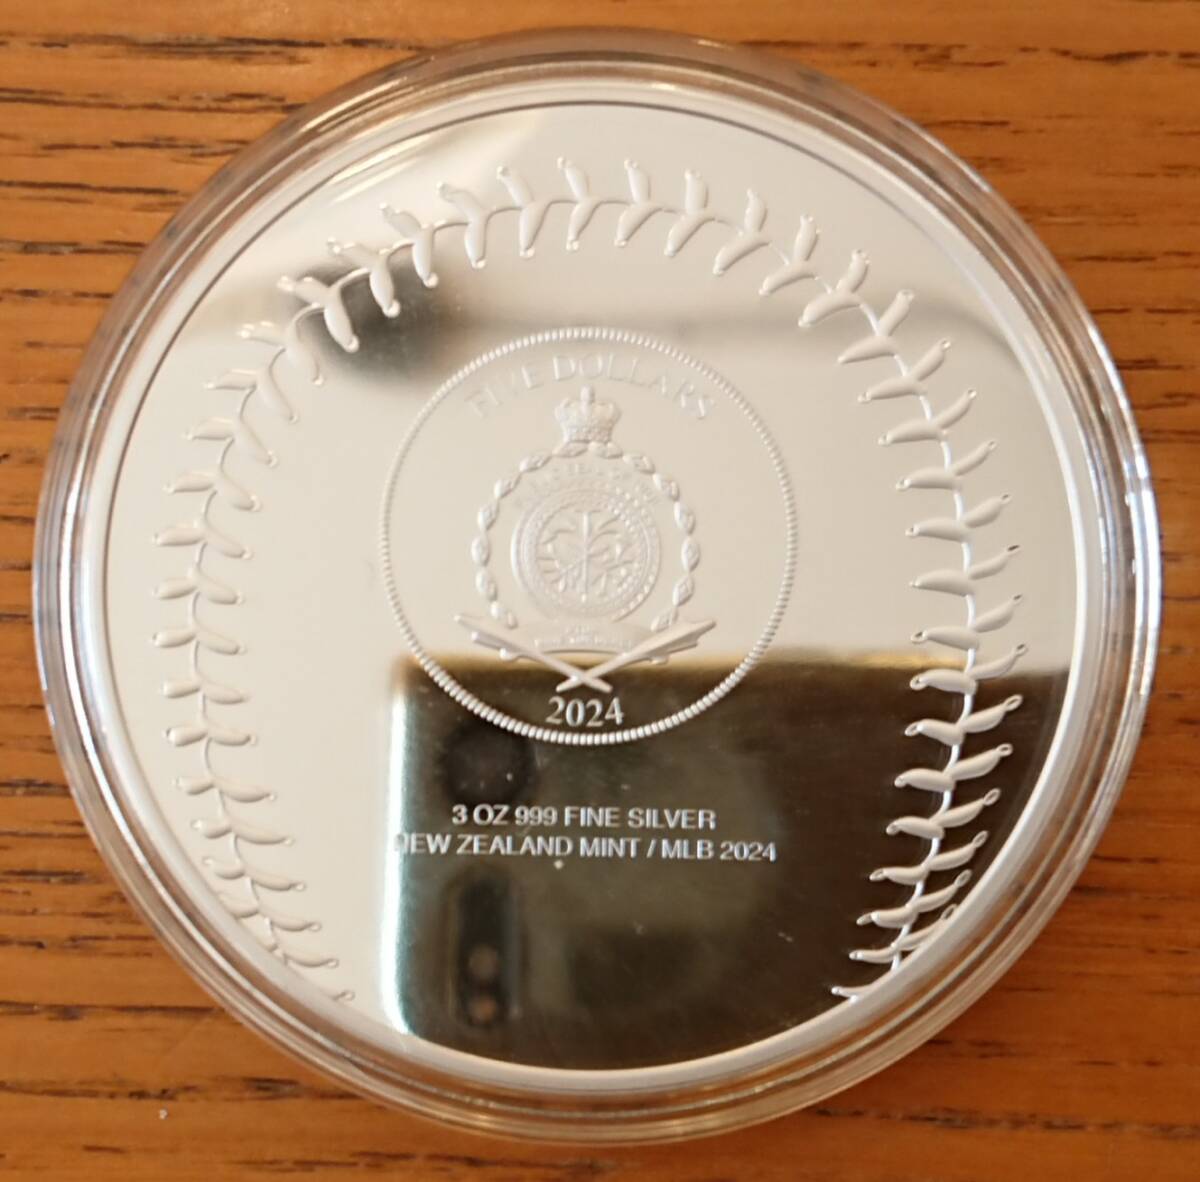 FIVE DOLLARS
2024
3 OZ 999 FINE SILVER
NEW ZEALAND MINT / MLB 2024